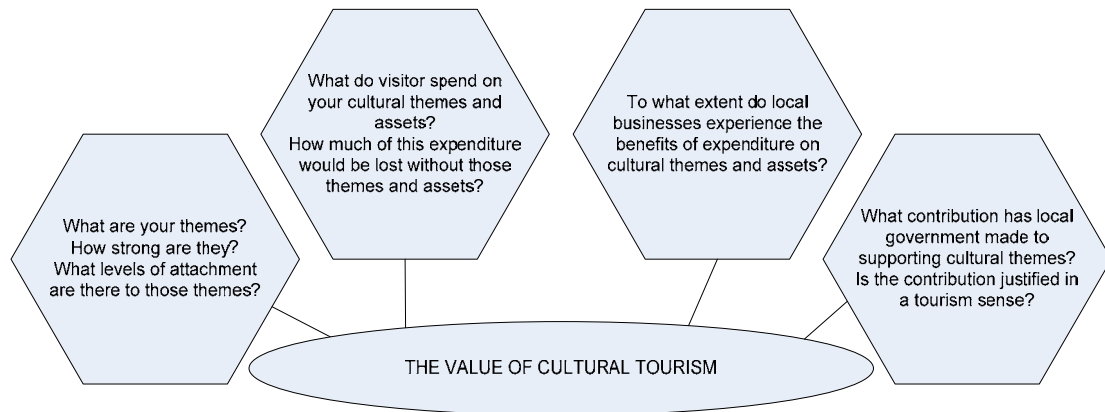 What are your themes?
How strong are they?
What levels of attachment
are there to those themes?
What do visitor spend on
your cultural themes and
assets?
How much of this expenditure
would be lost without those
themes and assets?
To what extent do local
businesses experience the
benefits of expenditure on
cultural themes and assets?
What contribution has local
government made to
supporting cultural themes?
Is the contribution justified in
a tourism sense?
THE VALUE OF CULTURAL TOURISM